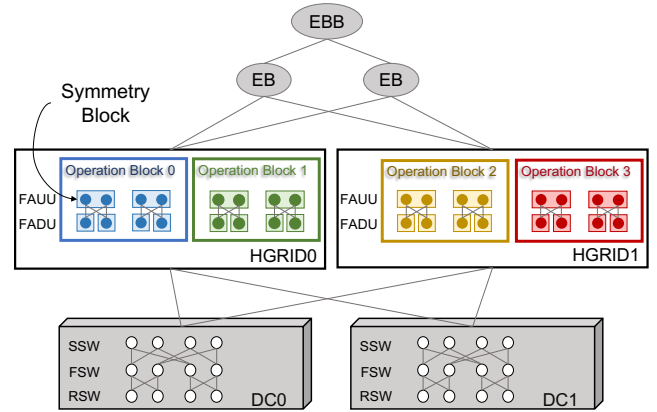 EBB
EB EB
Symmetry
Block
Operation Block 0 Operation Block 1 Operation Block 2 Operation Block 3
FAUU FAUU
FADU FADU
HGRID0 HGRID1
SSW SSW
FSW FSW
RSW DC0 RSW DC1